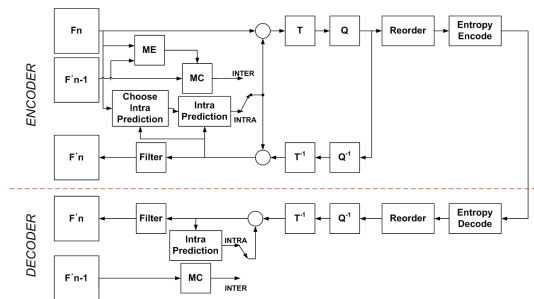 ENCODER
Fn
F'n-1
ME
MC
INTER
Choose
Intra
Prediction
Intra
Prediction
INTRA
T
Q
Reorder
Entropy
Encode
F'n
Filter
T-1
Q-1
DECODER
F'n
Filter
T-1
Q-1
Reorder
Entropy
Decode
Intra
Prediction
INTRA
F'n-1
MC
INTER